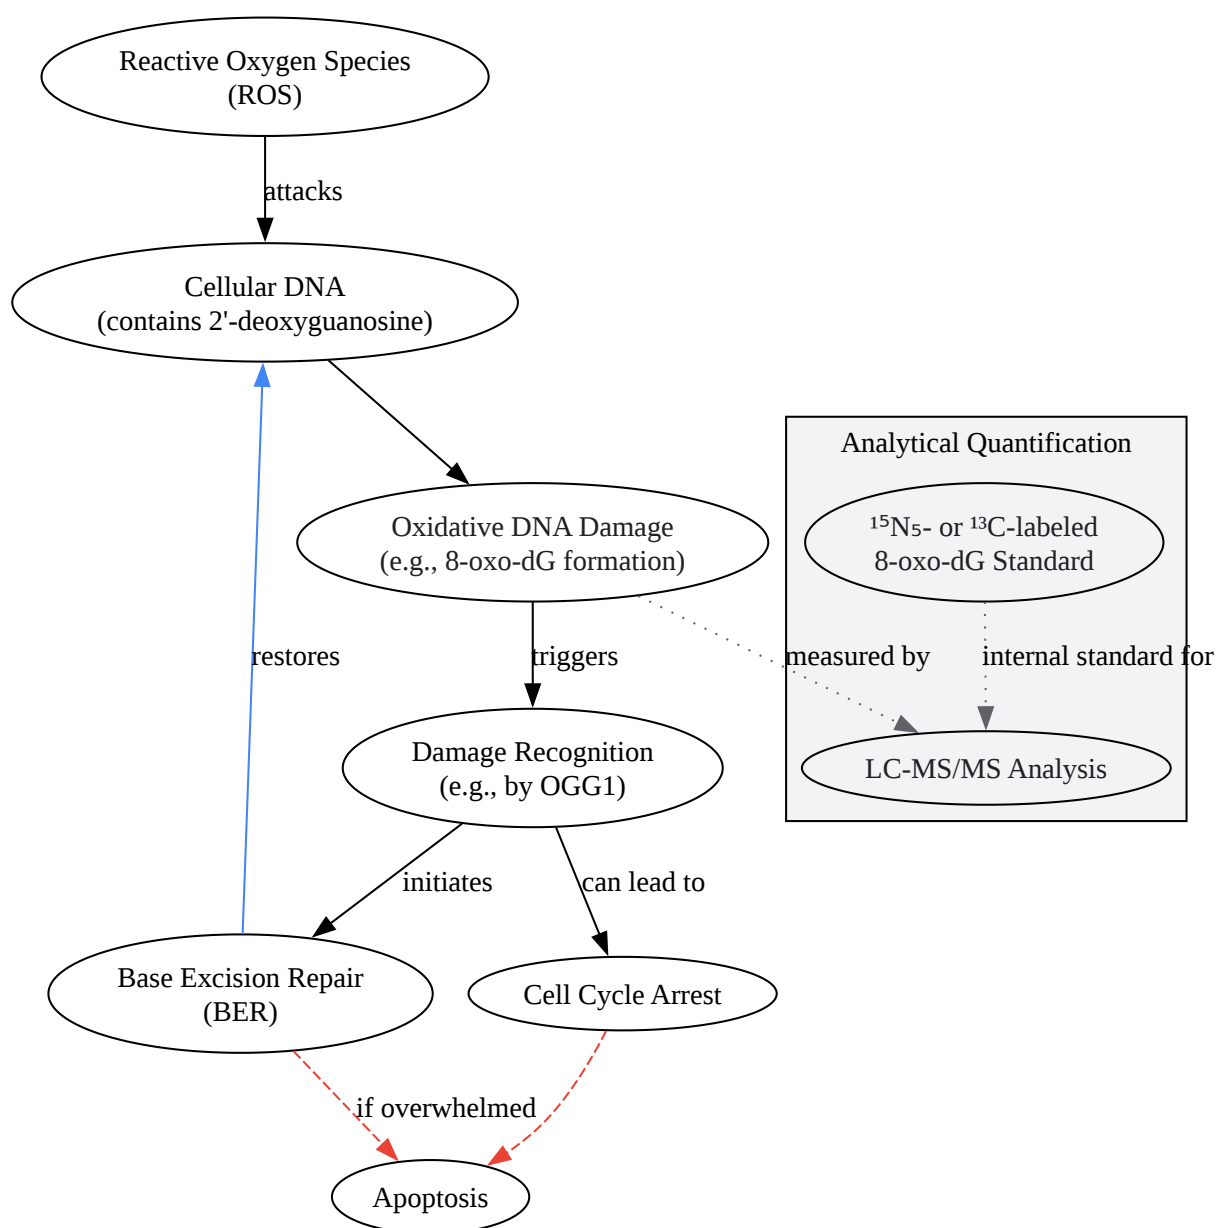 Reactive Oxygen Species
(ROS)
attacks
Cellular DNA
(contains 2'-deoxyguanosine)
Analytical Quantification
Oxidative DNA Damage
(e.g., 8-oxo-dG formation)
¹⁵N₅- or ¹³C-labeled
8-oxo-dG Standard
restores
triggers
measured by
internal standard for
Damage Recognition
(e.g., by OGG1)
LC-MS/MS Analysis
initiates
can lead to
Base Excision Repair
(BER)
Cell Cycle Arrest
if overwhelmed
Apoptosis